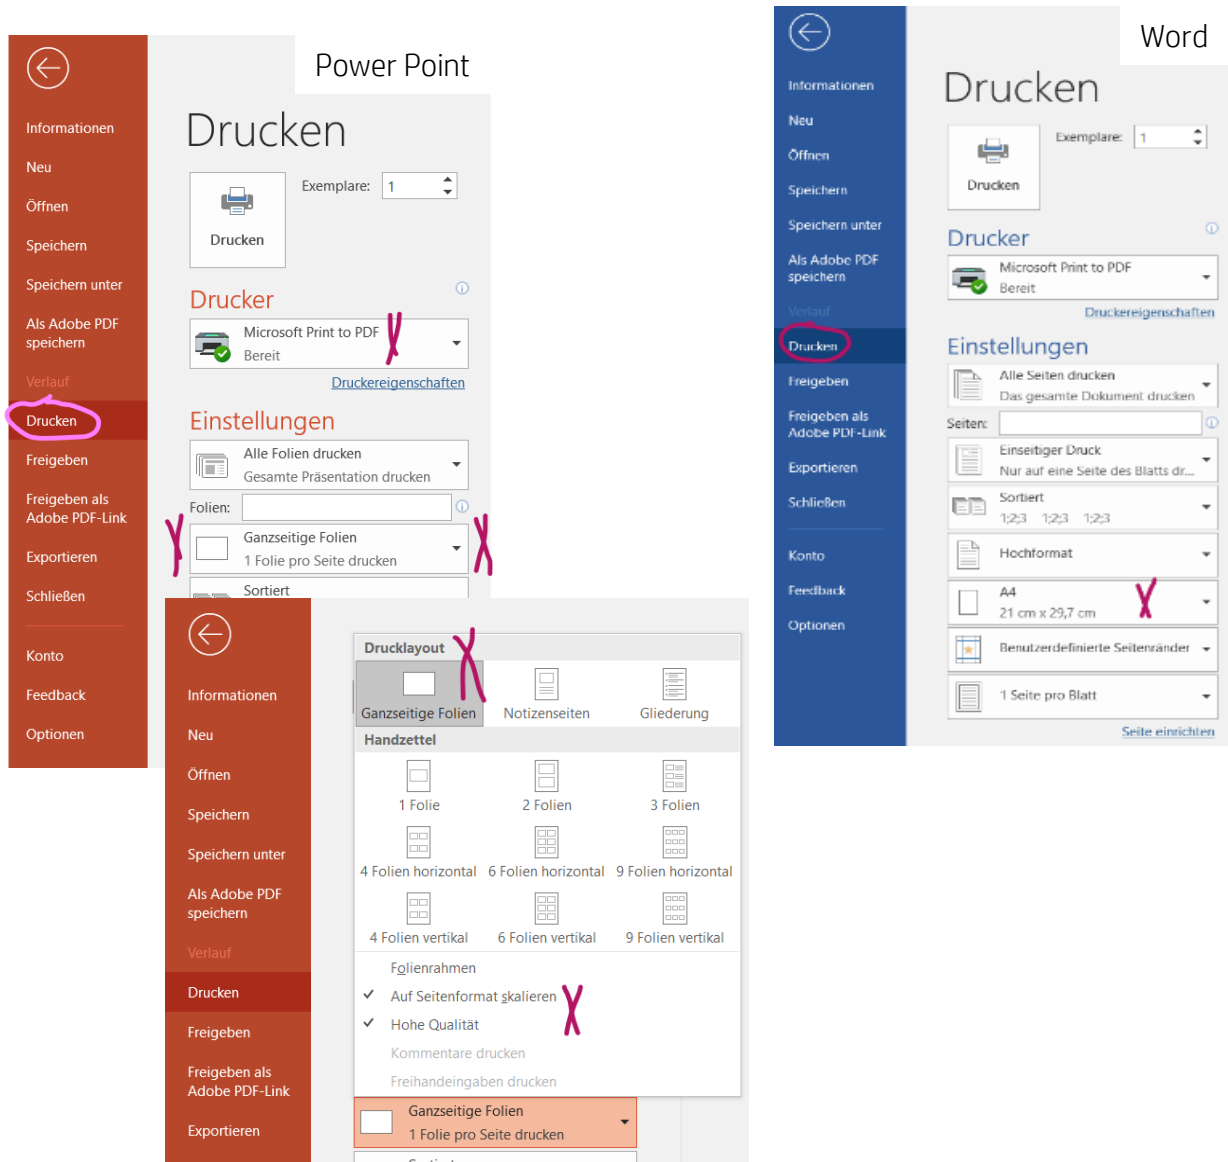 Power Point
Informationen
Neu
Öffnen
Speichern
Speichern unter
Als Adobe PDF
speichern
Verlauf
Drucken
Freigeben
Freigeben als
Adobe PDF-Link
Exportieren
Schließen
Konto
Feedback
Optionen
Drucken
Drucken
Exemplare: 1
Drucker
Microsoft Print to PDF
Bereit
Druckereigenschaften
Einstellungen
Alle Folien drucken
Gesamte Präsentation drucken
Folien:
Ganzseitige Folien
1 Folie pro Seite drucken
Sortiert
Informationen
Neu
Öffnen
Speichern
Speichern unter
Als Adobe PDF
speichern
Verlauf
Drucken
Freigeben
Freigeben als
Adobe PDF-Link
Exportieren
Drucklayout
Ganzseitige Folien Notizenseiten Gliederung
Handzettel
1 Folie 2 Folien 3 Folien
4 Folien horizontal 6 Folien horizontal 9 Folien horizontal
4 Folien vertikal 6 Folien vertikal 9 Folien vertikal
Folienrahmen
Auf Seitenformat skalieren
Hohe Qualität
Kommentare drucken
Freihandeingaben drucken
Ganzseitige Folien
1 Folie pro Seite drucken
Word
Informationen
Neu
Öffnen
Speichern
Speichern unter
Als Adobe PDF
speichern
Verlauf
Drucken
Freigeben
Freigeben als
Adobe PDF-Link
Exportieren
Schließen
Konto
Feedback
Optionen
Drucken
Drucken
Exemplare: 1
Drucker
Microsoft Print to PDF
Bereit
Druckereigenschaften
Einstellungen
Alle Seiten drucken
Das gesamte Dokument drucken
Seiten:
Einseitiger Druck
Nur auf eine Seite des Blatts dr...
Sortiert
1;2;3 1;2;3 1;2;3
Hochformat
A4
21 cm x 29,7 cm
Benutzerdefinierte Seitenränder
1 Seite pro Blatt
Seite einrichten